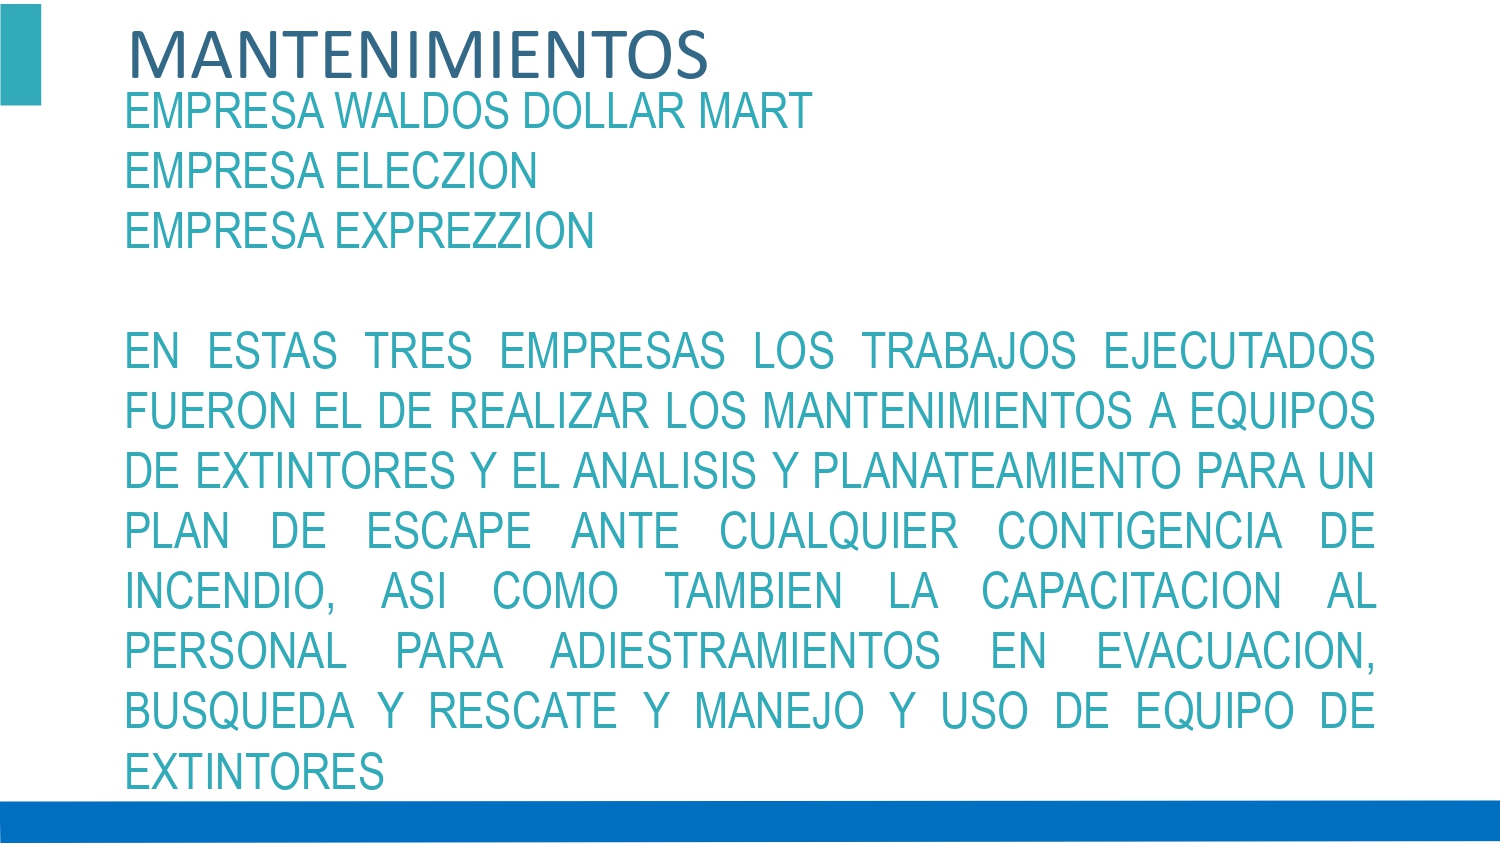 MANTENIMIENTOS
EMPRESA WALDOS DOLLAR MART
EMPRESA ELECZION
EMPRESA EXPREZZION
EN ESTAS TRES EMPRESAS LOS TRABAJOS EJECUTADOS
FUERON EL DE REALIZAR LOS MANTENIMIENTOS A EQUIPOS
DE EXTINTORES Y EL ANALISIS Y PLANATEAMIENTO PARA UN
PLAN DE ESCAPE ANTE CUALQUIER CONTIGENCIA DE
INCENDIO, ASI COMO TAMBIEN LA CAPACITACION AL
PERSONAL PARA ADIESTRAMIENTOS EN EVACUACION,
BUSQUEDA Y RESCATE Y MANEJO Y USO DE EQUIPO DE
EXTINTORES